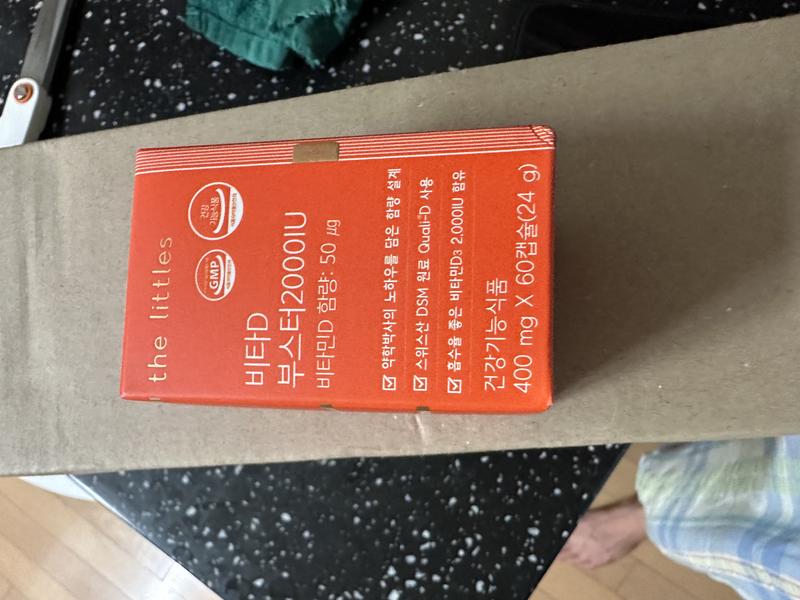 the littles
건강
기능식품
GMP
비타D
부스터2000IU
비타민D 함량: 50 ㎍
약학박사의 노하우를 담은 함량 설계
스위스산 DSM 원료 Quali®-D 사용
흡수율 좋은 비타민D3 2,000IU 함유
건강기능식품
400 mg X 60캡슐(24 g)